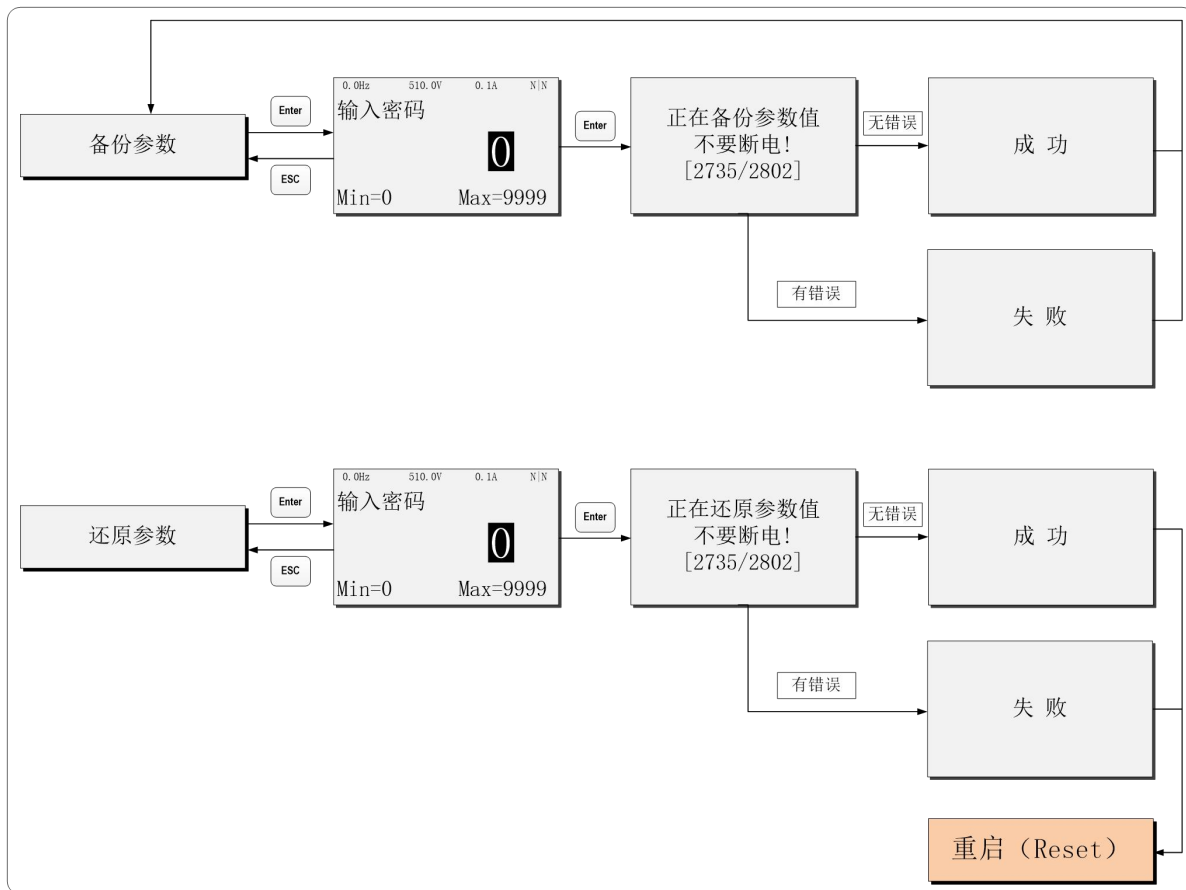 0.0Hz 510.0V 0.1A N|N
输入密码
0
Min=0 Max=9999
Enter
ESC
备份参数
Enter
正在备份参数值
不要断电!
[2735/2802]
无错误
成 功
有错误
失 败
0.0Hz 510.0V 0.1A N|N
输入密码
0
Min=0 Max=9999
Enter
ESC
还原参数
Enter
正在还原参数值
不要断电!
[2735/2802]
无错误
成 功
有错误
失 败
重启（Reset）